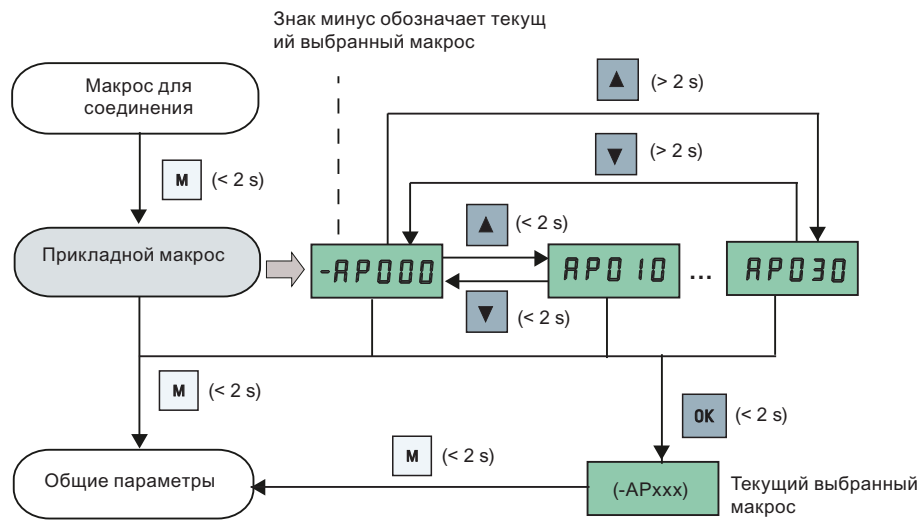 Знак минус обозначает текущ
ий выбранный макрос
Макрос для
соединения
▲ (> 2 s)
▼ (> 2 s)
M (< 2 s)
▲ (< 2 s)
Прикладной макрос
-AP000
AP010
...
AP030
▼ (< 2 s)
M (< 2 s)
OK (< 2 s)
M (< 2 s)
Общие параметры
(-APxxx)
Текущий выбранный
макрос